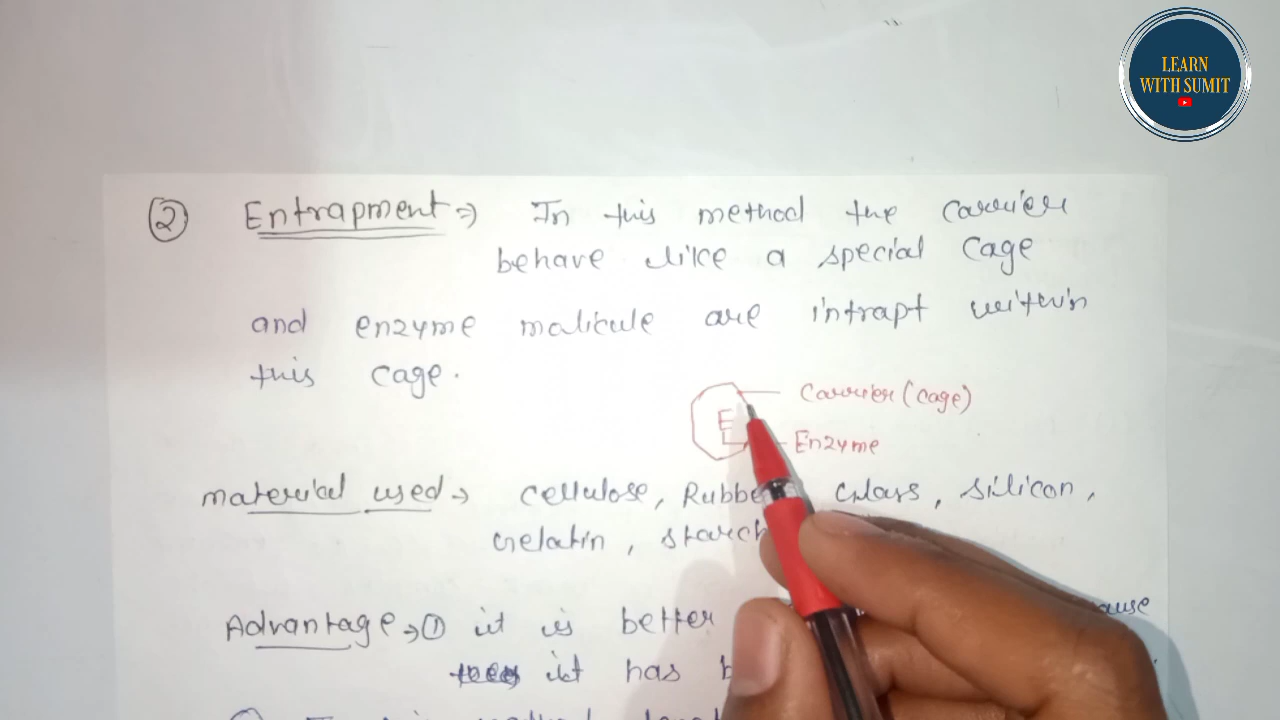 LEARN
WITH SUMIT
② Entrapment => In this method the carrier
behave like a special cage
and enzyme malicule are intrapt within
this cage.
Carrier (cage)
E
Enzyme
material used → cellulose, Rubber Glass, Silicon,
Gelatin, starch
Advantage → ① it is better
it has